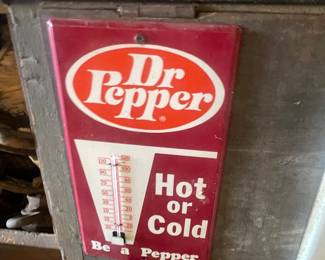 Dr
Pepper
®
Hot
or
Cold
Be a Pepper